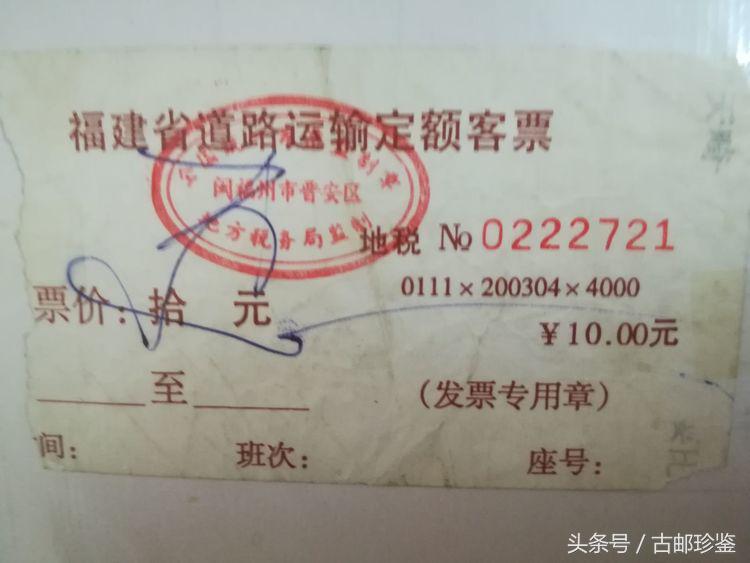 福建省道路运输定额客票
闽福州市晋安区
地方税务局监制
地税 № 0222721
0111×200304×4000
票价：拾 元
￥10.00元
至
（发票专用章）
间： 班次： 座号：
头条号 / 古邮珍鉴